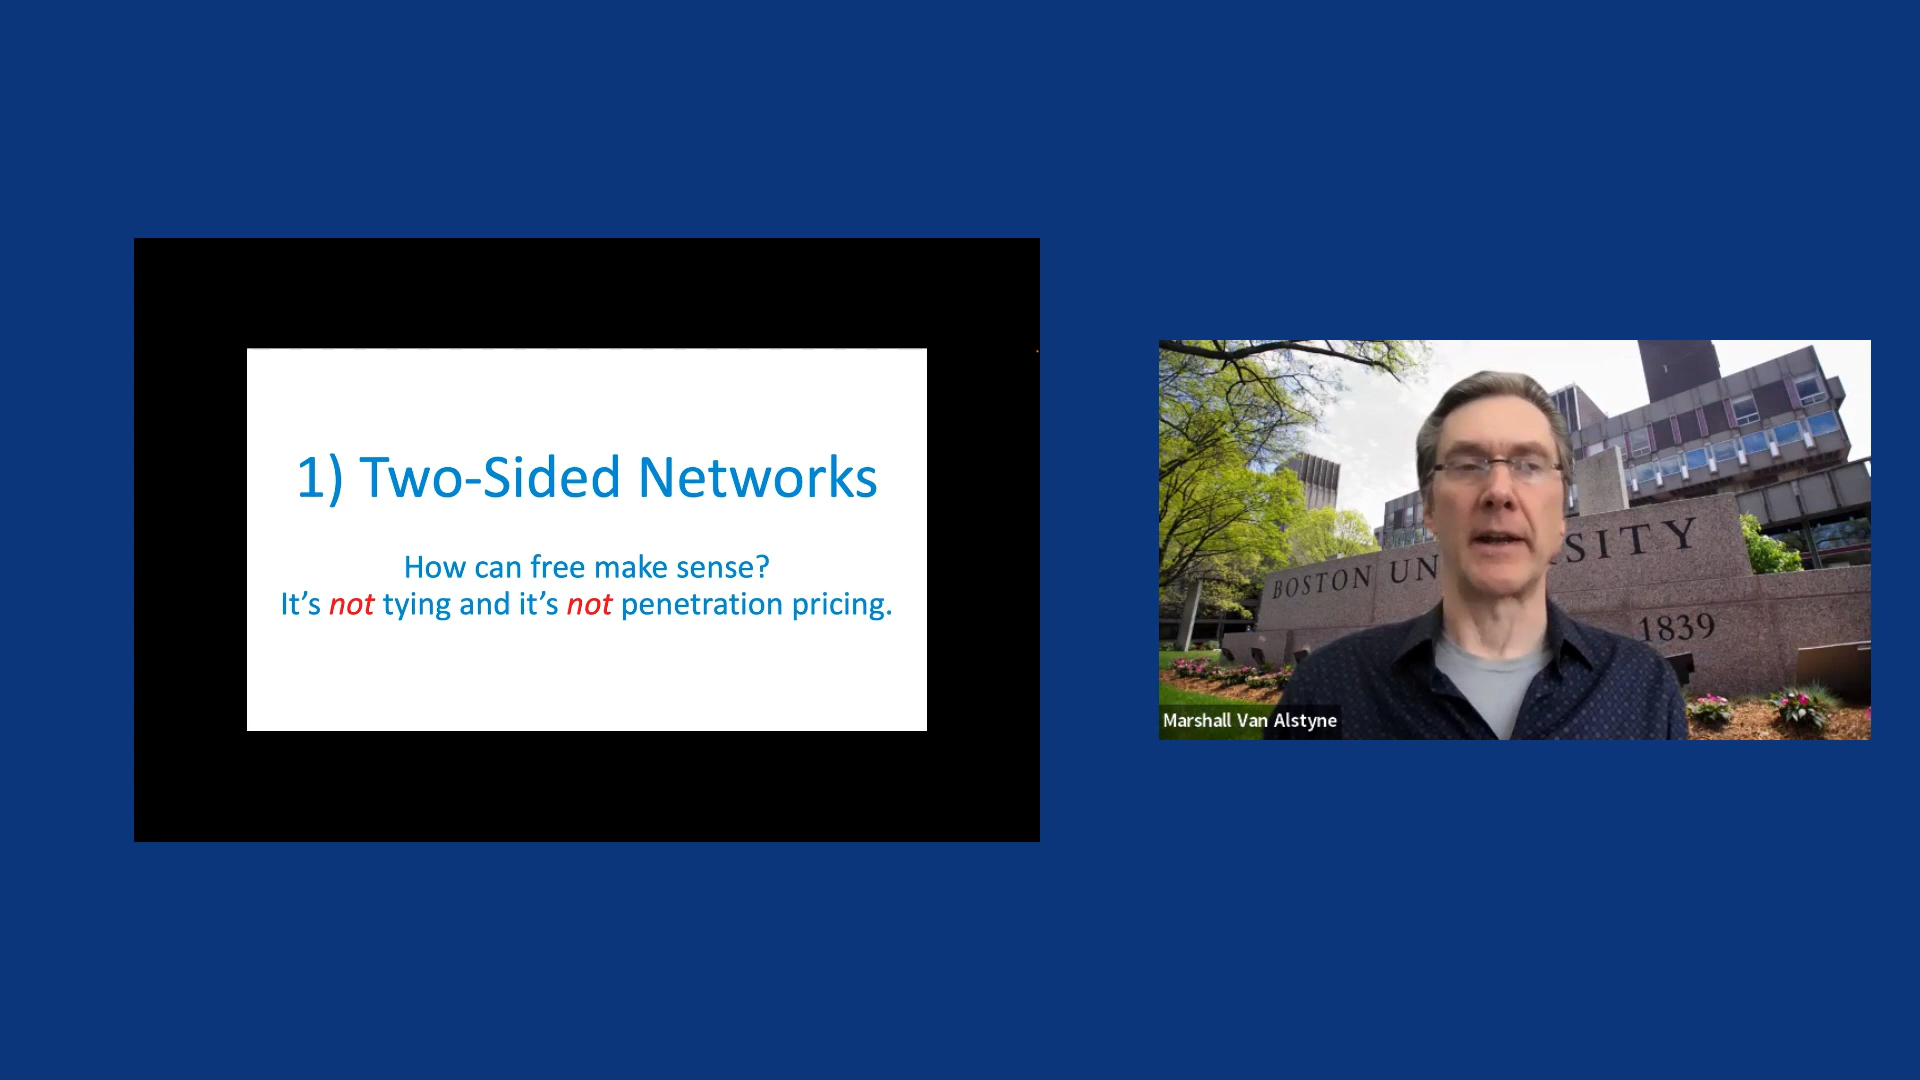 1) Two-Sided Networks
How can free make sense?
It's not tying and it's not penetration pricing.
BOSTON UN SITY
1839
Marshall Van Alstyne